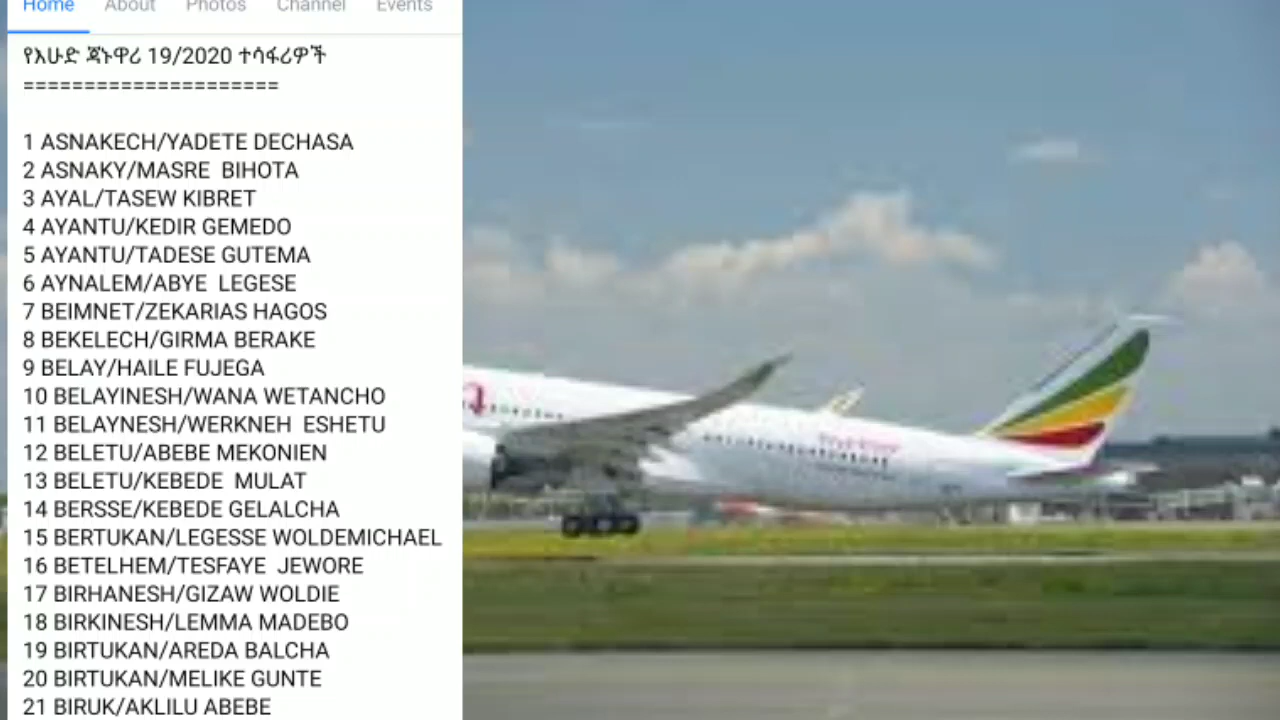 Home About Photos Channel Events
የእሁድ ጃኑዋሪ 19/2020 ተሳፋሪዎች
=====================
1 ASNAKECH/YADETE DECHASA
2 ASNAKY/MASRE BIHOTA
3 AYAL/TASEW KIBRET
4 AYANTU/KEDIR GEMEDO
5 AYANTU/TADESE GUTEMA
6 AYNALEM/ABYE LEGESE
7 BEIMNET/ZEKARIAS HAGOS
8 BEKELECH/GIRMA BERAKE
9 BELAY/HAILE FUJEGA
10 BELAYINESH/WANA WETANCHO
11 BELAYNESH/WERKNEH ESHETU
12 BELETU/ABEBE MEKONIEN
13 BELETU/KEBEDE MULAT
14 BERSSE/KEBEDE GELALCHA
15 BERTUKAN/LEGESSE WOLDEMICHAEL
16 BETELHEM/TESFAYE JEWORE
17 BIRHANESH/GIZAW WOLDIE
18 BIRKINESH/LEMMA MADEBO
19 BIRTUKAN/AREDA BALCHA
20 BIRTUKAN/MELIKE GUNTE
21 BIRUK/AKLILU ABEBE